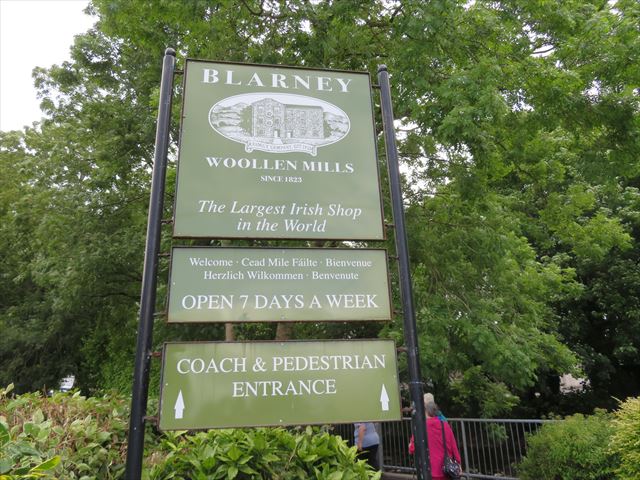 BLARNEY
WOOLLEN MILLS
SINCE 1823
The Largest Irish Shop
in the World
Welcome · Cead Mile Fáilte · Bienvenue
Herzlich Wilkommen · Benvenute
OPEN 7 DAYS A WEEK
COACH & PEDESTRIAN
ENTRANCE